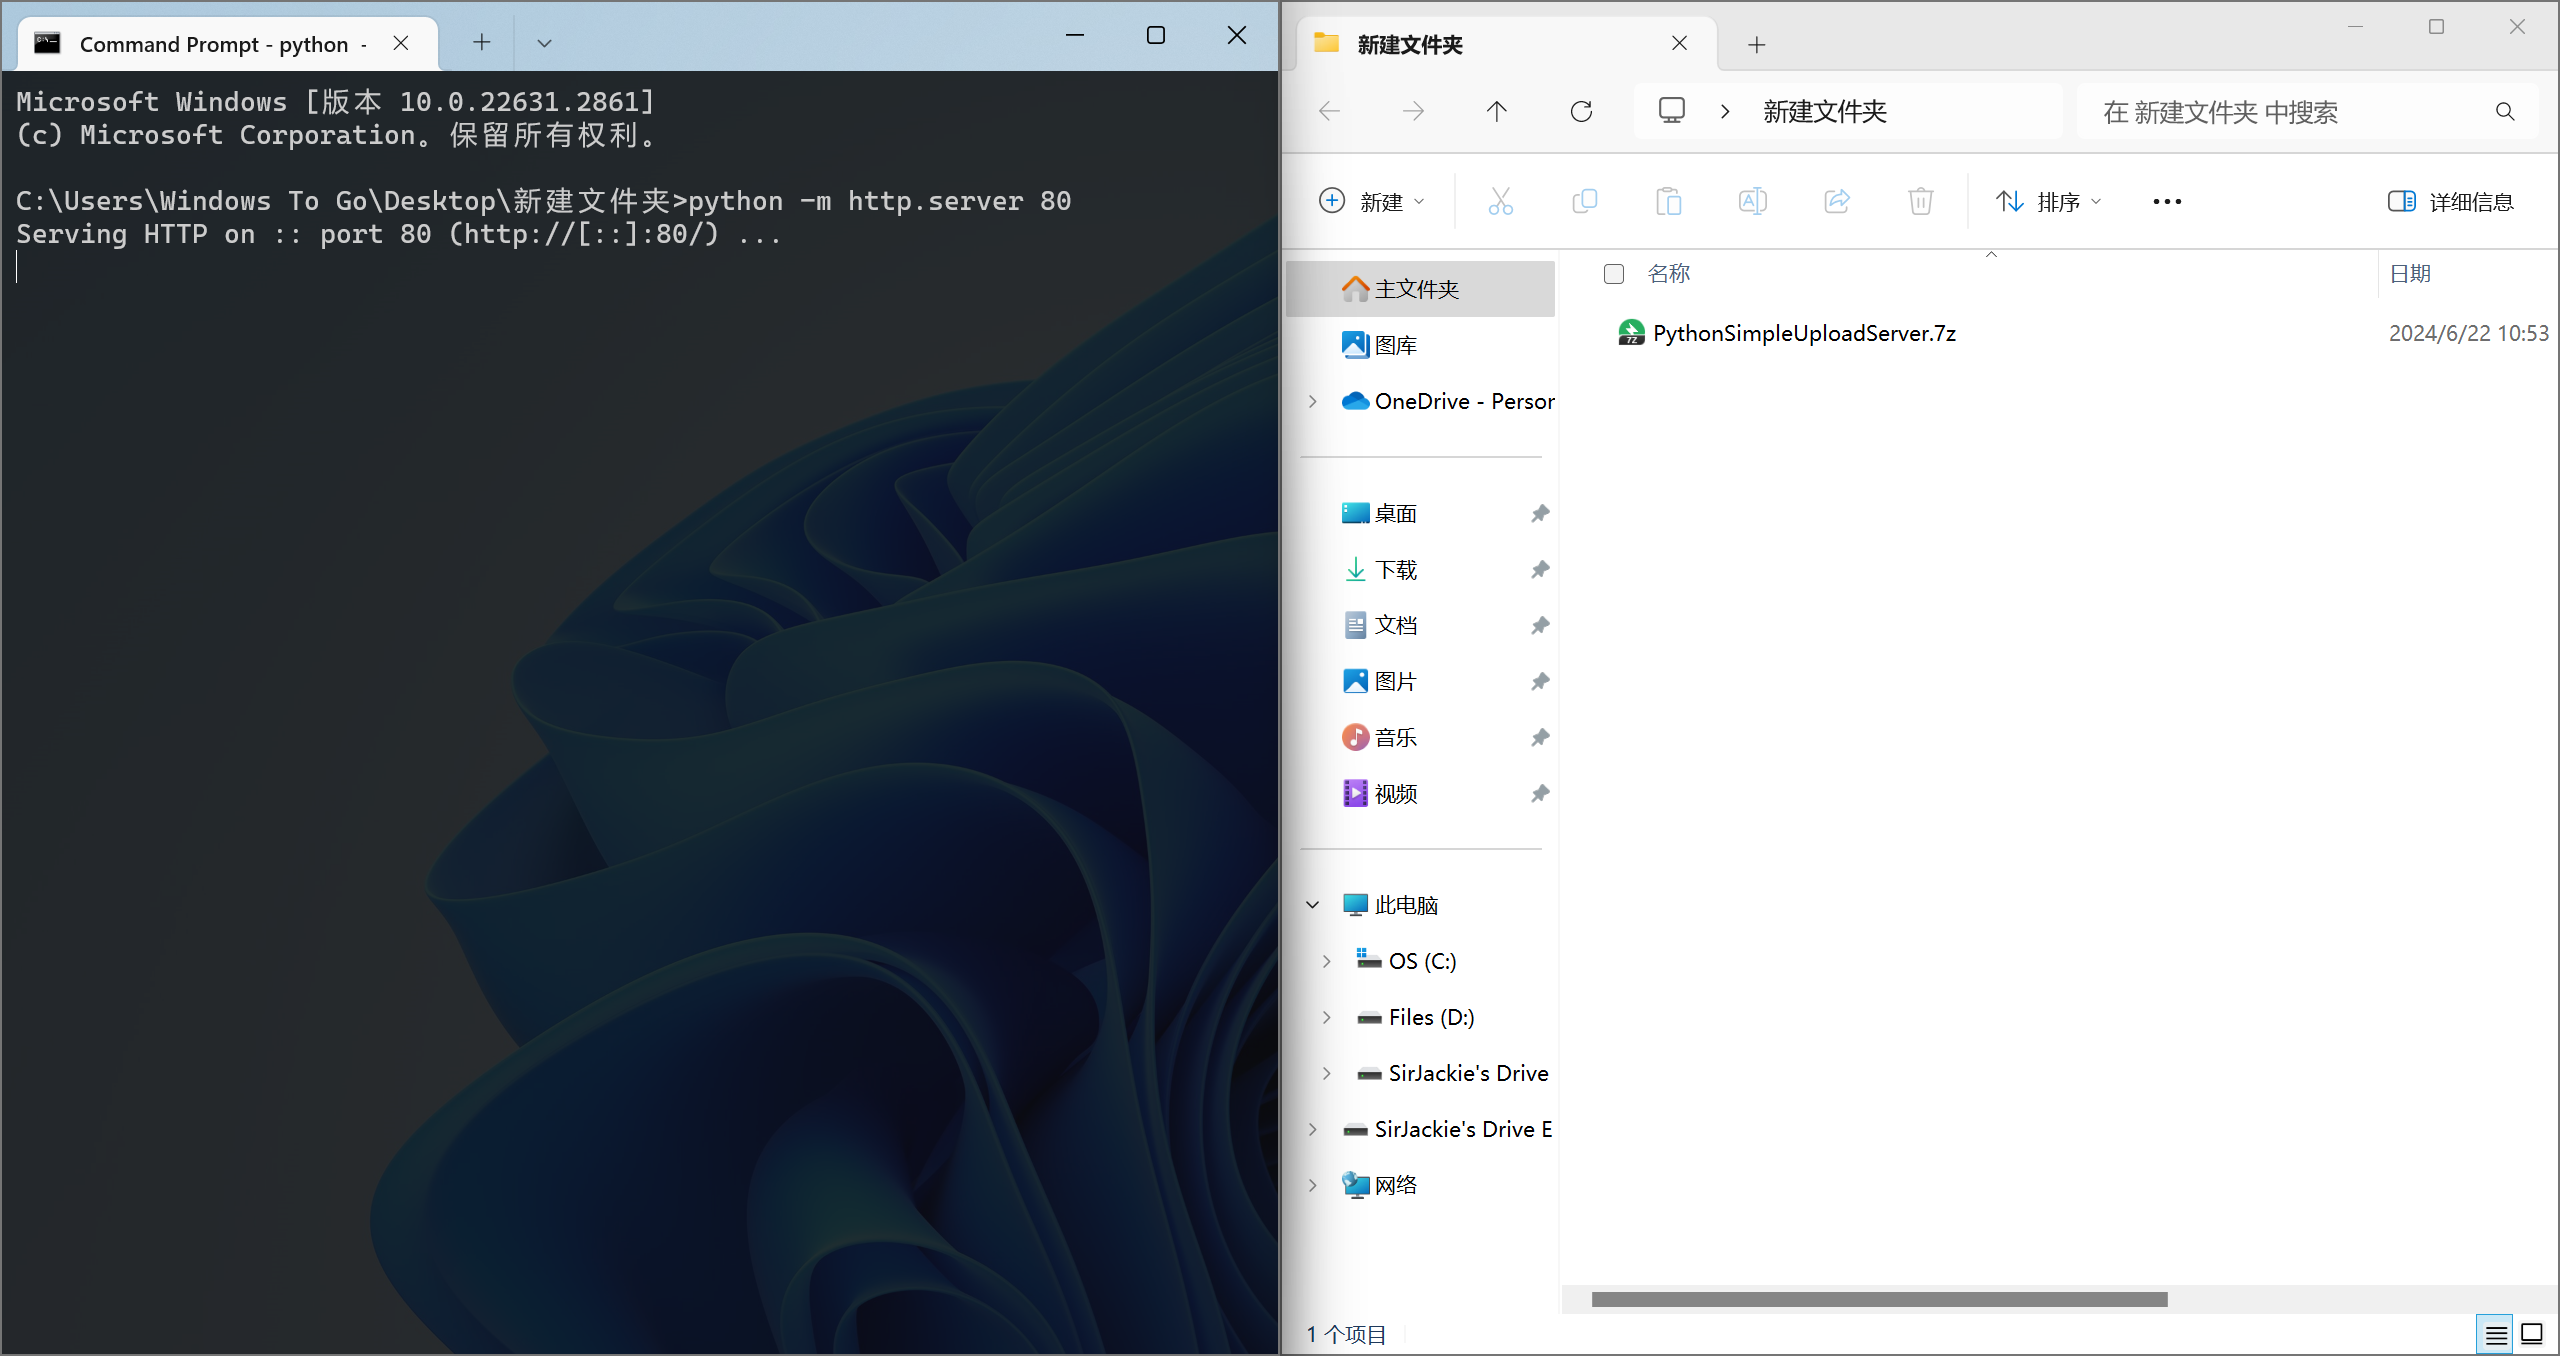 Command Prompt - python -
Microsoft Windows [版本 10.0.22631.2861]
(c) Microsoft Corporation。保留所有权利。
C:\Users\Windows To Go\Desktop\新建文件夹>python -m http.server 80
Serving HTTP on :: port 80 (http://[::]:80/) ...
新建文件夹
新建文件夹
在 新建文件夹 中搜索
新建
排序
详细信息
主文件夹
图库
OneDrive - Person
桌面
下载
文档
图片
音乐
视频
此电脑
OS (C:)
Files (D:)
SirJackie's Drive
SirJackie's Drive E
网络
名称
日期
PythonSimpleUploadServer.7z
2024/6/22 10:53
1 个项目